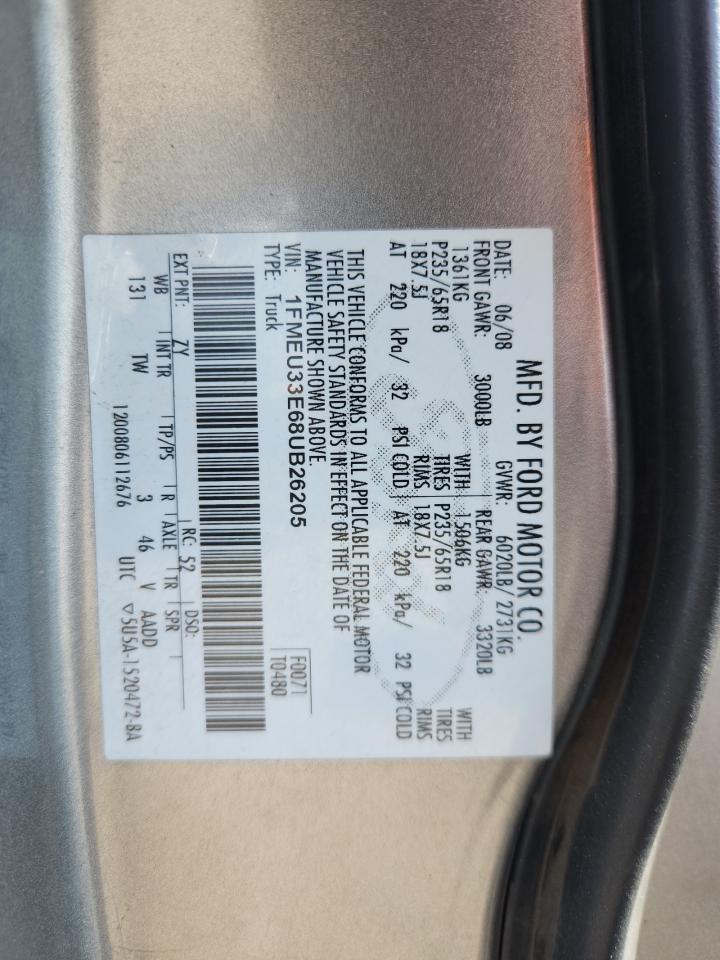 MFD. BY FORD MOTOR CO.
DATE: 06/08 GVWR: 6020LB/ 2731KG
FRONT GAWR: 3000LB REAR GAWR: 3320LB
1361KG WITH 1506KG WITH
P235/65R18 TIRES P235/65R18 TIRES
18X7.5J RIMS 18X7.5J RIMS
AT 220 kPa/ 32 PSI COLD AT 220 kPa/ 32 PSI COLD
THIS VEHICLE CONFORMS TO ALL APPLICABLE FEDERAL MOTOR
VEHICLE SAFETY STANDARDS IN EFFECT ON THE DATE OF
MANUFACTURE SHOWN ABOVE.
VIN: 1FMEU33E68UB26205 F0071
TYPE: Truck T0480
EXT PNT: ZY RC: 52 DSO:
WB INT TR TP/PS R AXLE TR SPR
131 TW 3 46 V AADD
1200806112676 UTC ▽5U5A-1520472-BA